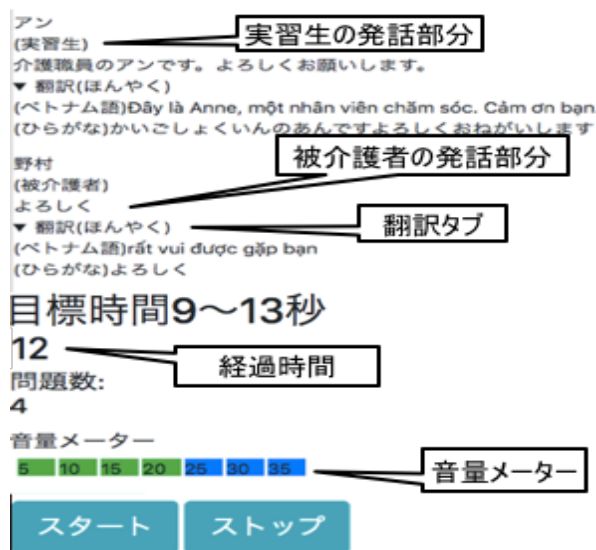 アン
(実習生)
実習生の発話部分
介護職員のアンです。よろしくお願いします。
▼ 翻訳(ほんやく)
(ベトナム語)Đây là Anne, một nhân viên chăm sóc. Cảm ơn bạn
(ひらがな)かいごしょくいんのあんですよろしくおねがいします
野村
被介護者の発話部分
(被介護者)
よろしく
▼ 翻訳(ほんやく)
翻訳タブ
(ベトナム語)rất vui được gặp bạn
(ひらがな)よろしく
目標時間9〜13秒
12
経過時間
問題数:
4
音量メーター
5 10 15 20 25 30 35
音量メーター
スタート ストップ